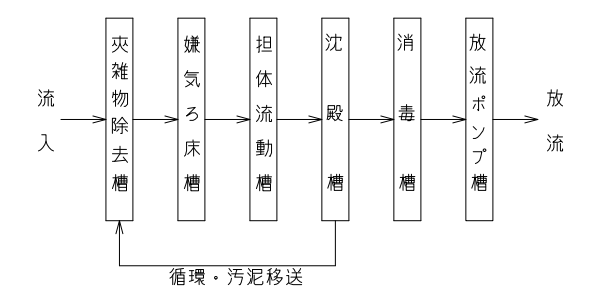 流入
夾雑物除去槽
嫌気ろ床槽
担体流動槽
沈殿槽
消毒槽
放流ポンプ槽
放流
循環・汚泥移送